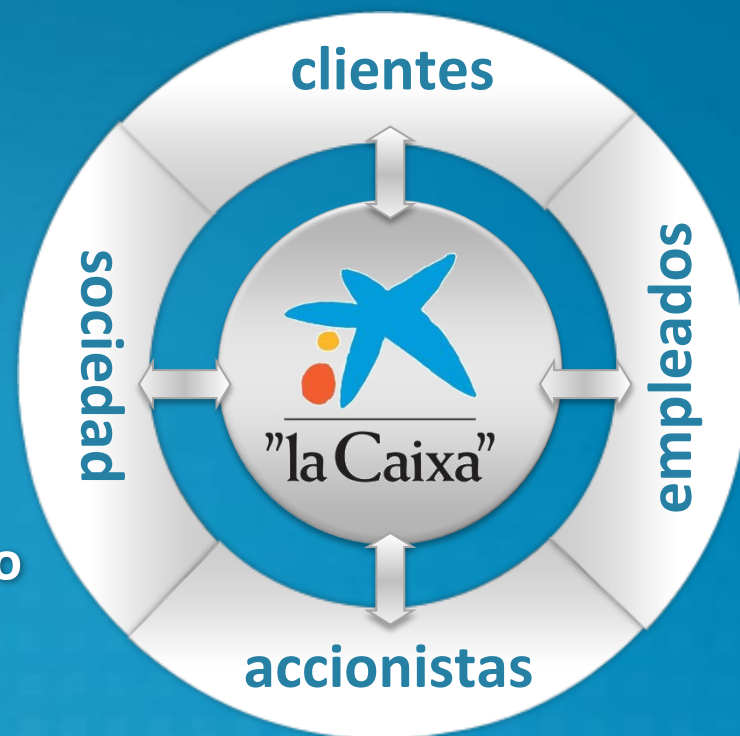 clientes
sociedad
empleados
"la Caixa"
o
accionistas